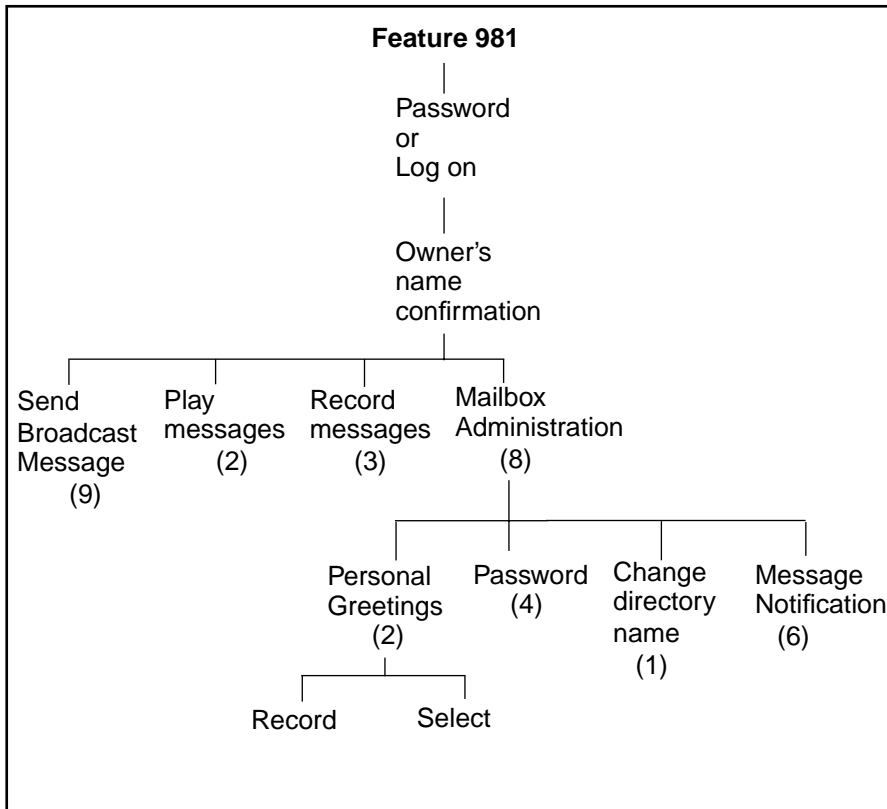 Feature 981
Password
or
Log on
Owner’s
name
confirmation
Send
Broadcast
Message
(9)
Play
messages
(2)
Record
messages
(3)
Mailbox
Administration
(8)
Personal
Greetings
(2)
Password
(4)
Change
directory
name
(1)
Message
Notification
(6)
Record
Select